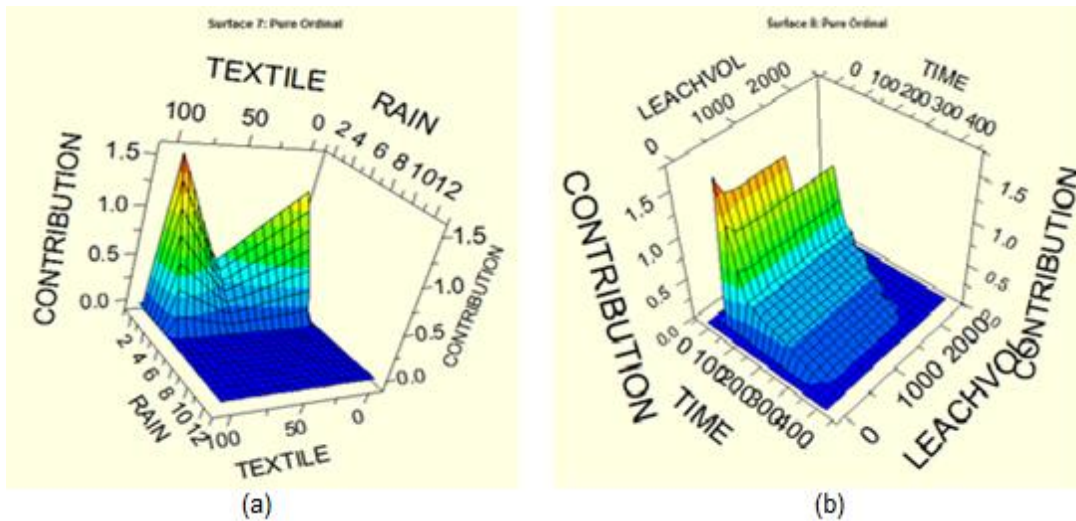 Surface 7: Pure Ordinal
TEXTILE
RAIN
100 50 0 2 4 6 8 10 12
CONTRIBUTION
1.5
1.0
0.5
0.0
1.5
1.0
0.5
0.0
CONTRIBUTION
2 4 6 8 10 12
RAIN
100 50 0
TEXTILE
(a)
Surface 8: Pure Ordinal
LEACHVOL
TIME
0 1000 2000
0 100 200 300 400
CONTRIBUTION
1.5
1.0
0.5
0.0
1.5
1.0
0.5
0.0
CONTRIBUTION
0 100 200 300 400
TIME
0 1000 2000
LEACHVOL
(b)